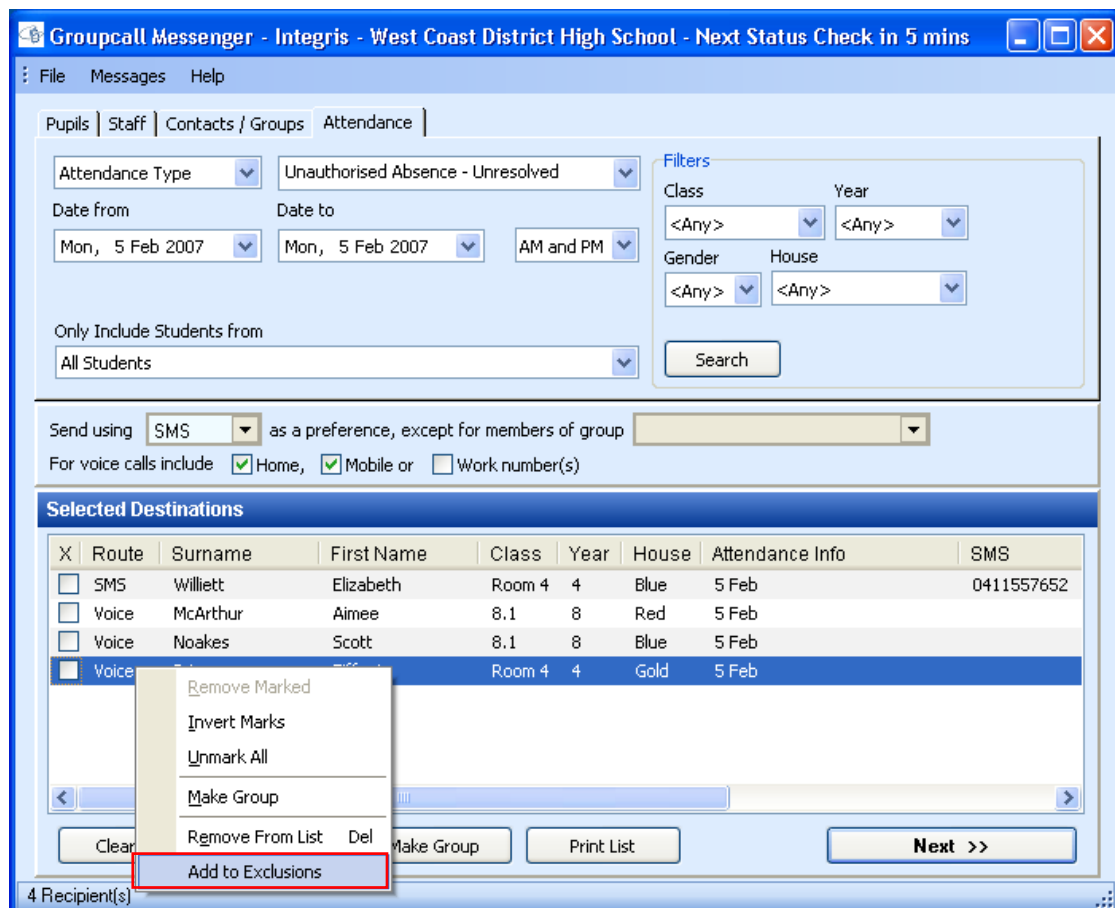 Groupcall Messenger - Integris - West Coast District High School - Next Status Check in 5 mins
File Messages Help
Pupils Staff Contacts / Groups Attendance
Attendance Type Unauthorised Absence - Unresolved
Filters
Class Year
Date from Date to
<Any> <Any>
Mon, 5 Feb 2007 Mon, 5 Feb 2007 AM and PM
Gender House
<Any> <Any>
Only Include Students from
All Students
Search
Send using SMS as a preference, except for members of group
For voice calls include Home, Mobile or Work number(s)
Selected Destinations
X Route Surname First Name Class Year House Attendance Info SMS
SMS Williett Elizabeth Room 4 4 Blue 5 Feb 0411557652
Voice McArthur Aimee 8.1 8 Red 5 Feb
Voice Noakes Scott 8.1 8 Blue 5 Feb
Voice Room 4 4 Gold 5 Feb
Remove Marked
Invert Marks
Unmark All
Make Group
Remove From List Del
Add to Exclusions
Clear Make Group Print List Next >>
4 Recipient(s)